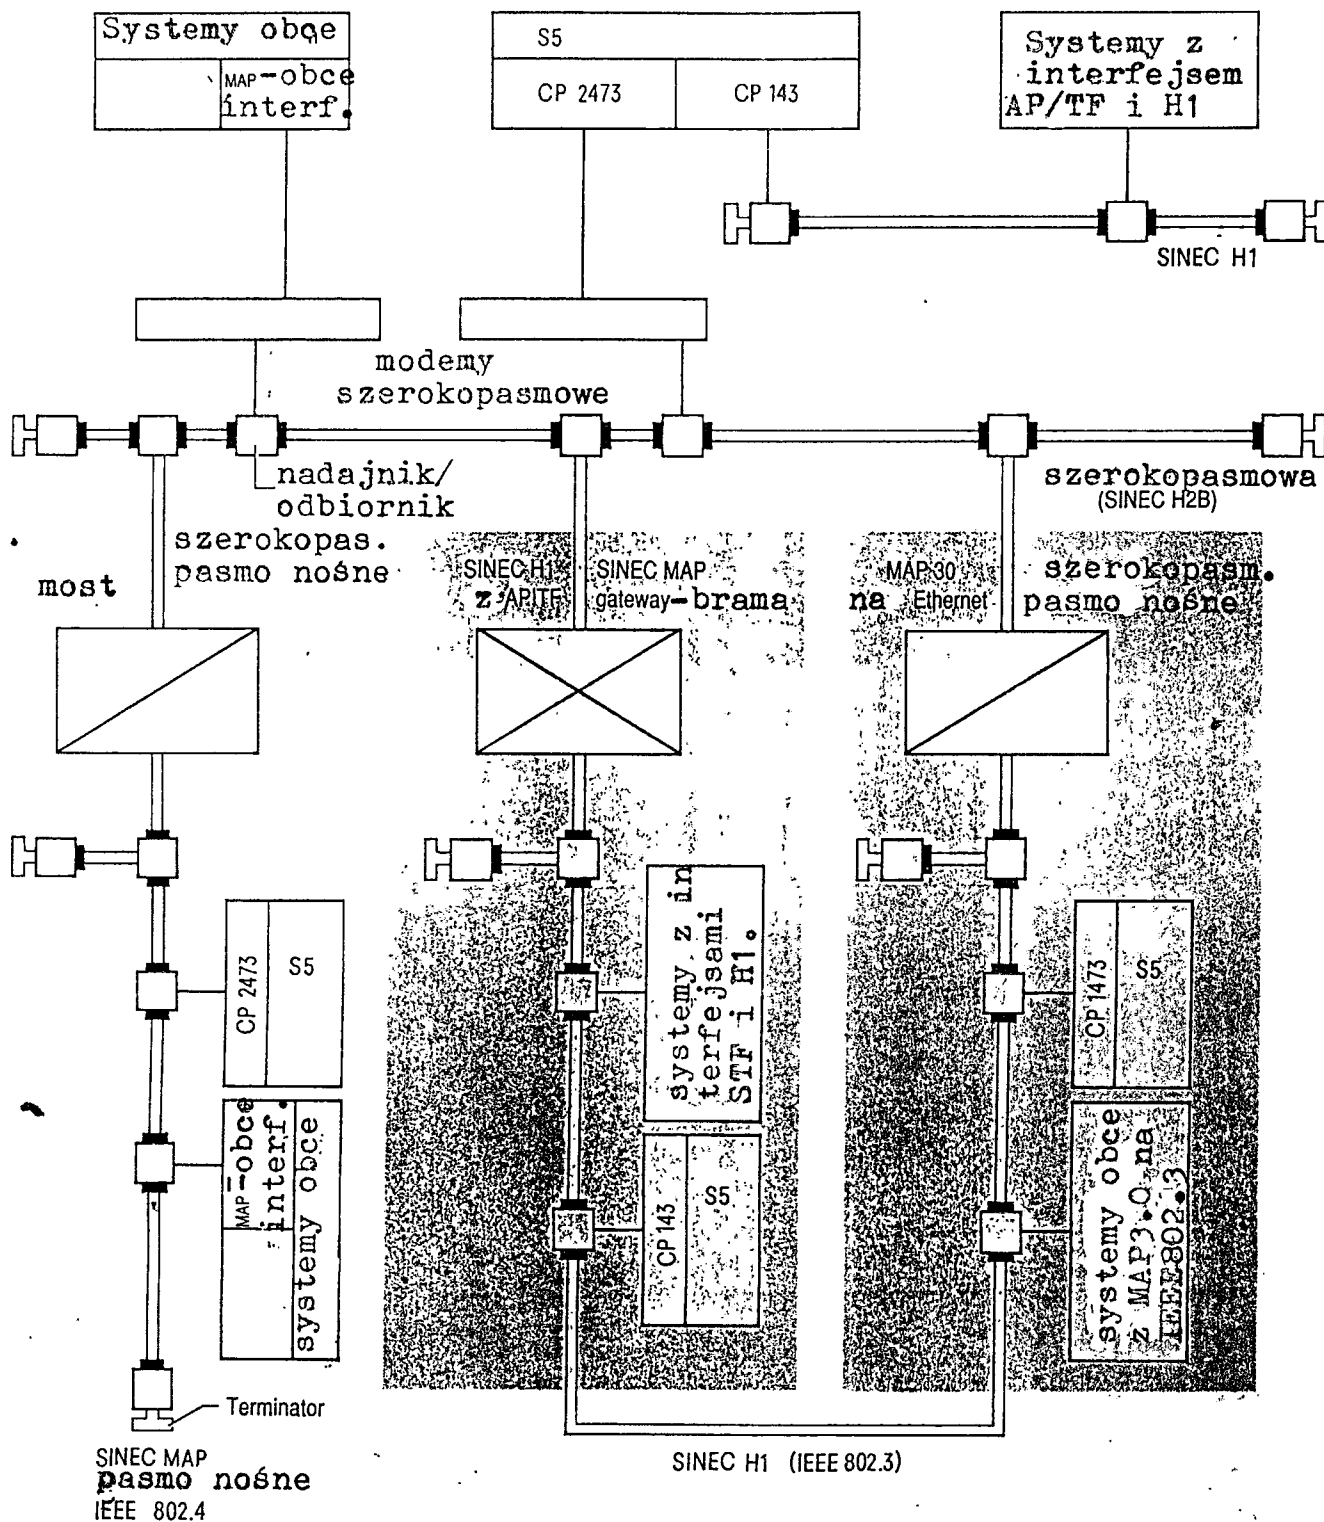 Systemy obce
MAP-obce
interf.
S5
CP 2473
CP 143
Systemy z
interfejsem
AP/TF i H1
SINEC H1
modemy
szerokopasmowe
nadajnik/
odbiornik
szerokopasmowa
(SINEC H2B)
szerokopas.
pasmo nośne
most
SINEC H1
z AP/TF
SINEC MAP
gateway-brama
MAP 30
na Ethernet
szerokopasm.
pasmo nośne
CP 2473
S5
MAP-obce
interf.
systemy obce
systemy z in
terfejsami
STF i H1.
CP 143
S5
CP 1473
S5
systemy obce
z MAP3.0 na
IEEE802.3
Terminator
SINEC MAP
pasmo nośne
IEEE 802.4
SINEC H1 (IEEE 802.3)